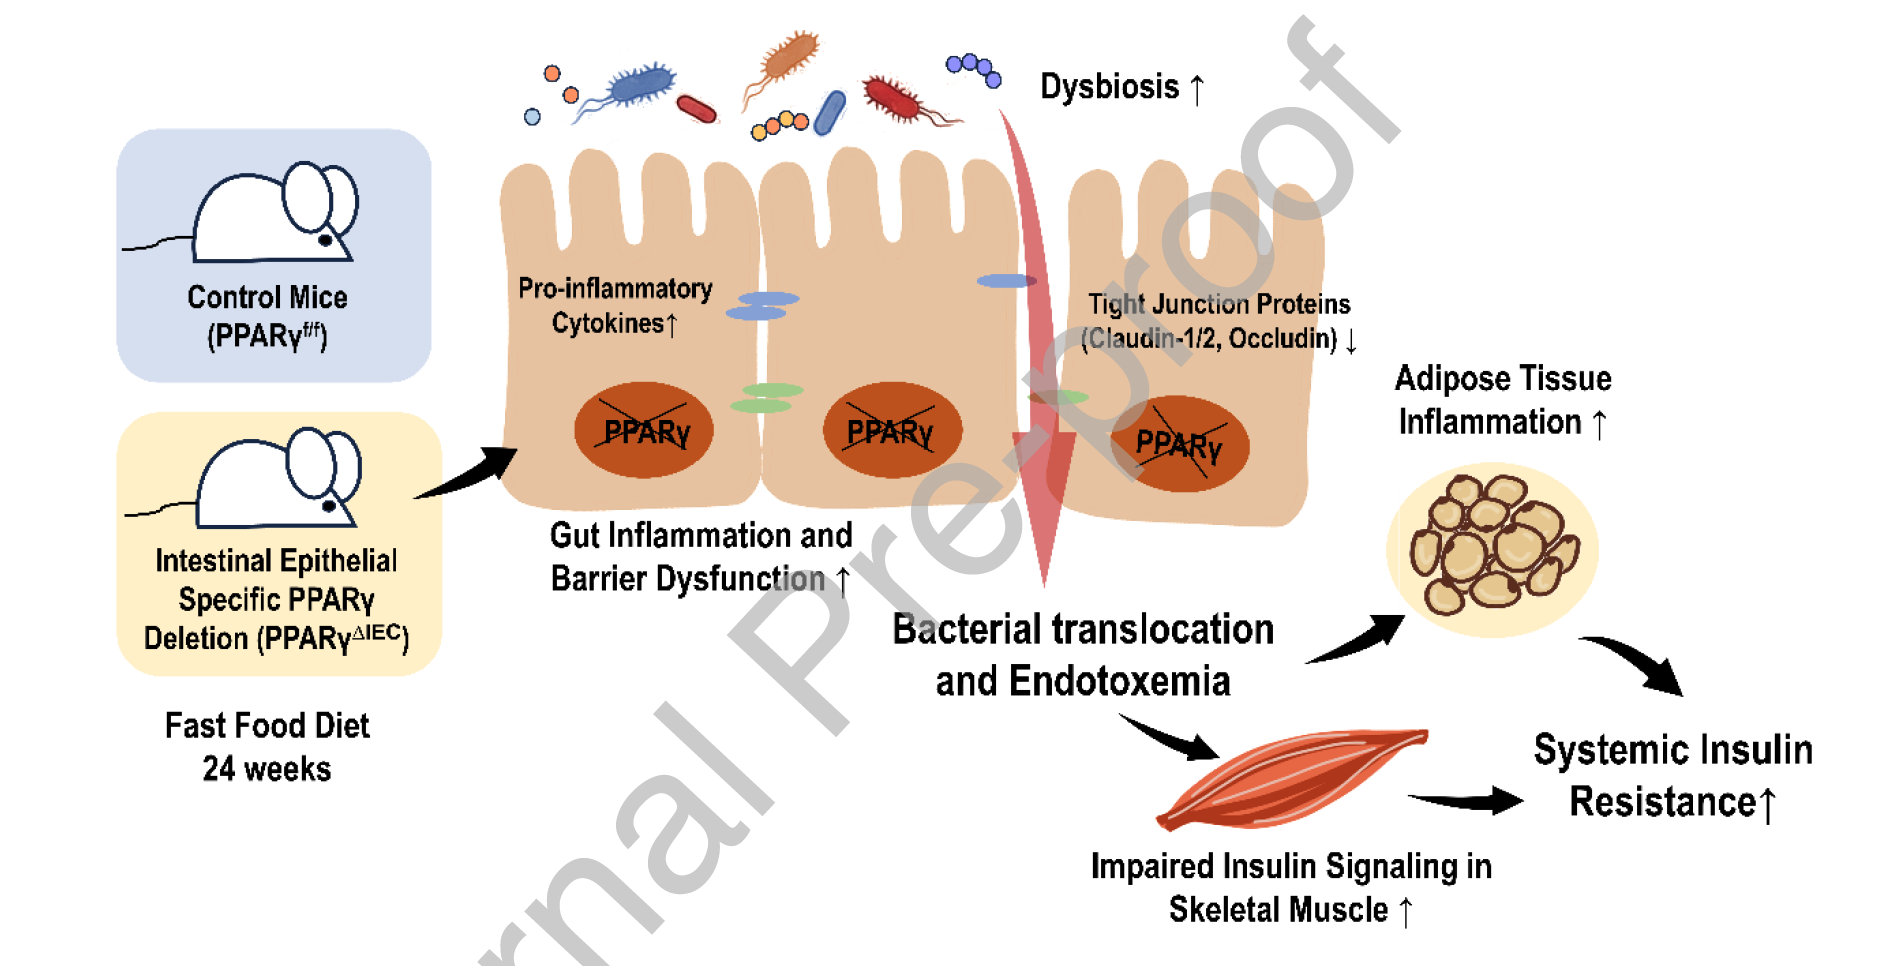 Dysbiosis ↑
Control Mice
(PPARγf/f)
Pro-inflammatory
Cytokines↑
Tight Junction Proteins
(Claudin-1/2, Occludin) ↓
PPARγ
PPARγ
PPARγ
Intestinal Epithelial
Specific PPARγ
Deletion (PPARγΔIEC)
Fast Food Diet
24 weeks
Gut Inflammation and
Barrier Dysfunction ↑
Bacterial translocation
and Endotoxemia
Adipose Tissue
Inflammation ↑
Impaired Insulin Signaling in
Skeletal Muscle ↑
Systemic Insulin
Resistance↑
rnal Pre-proof